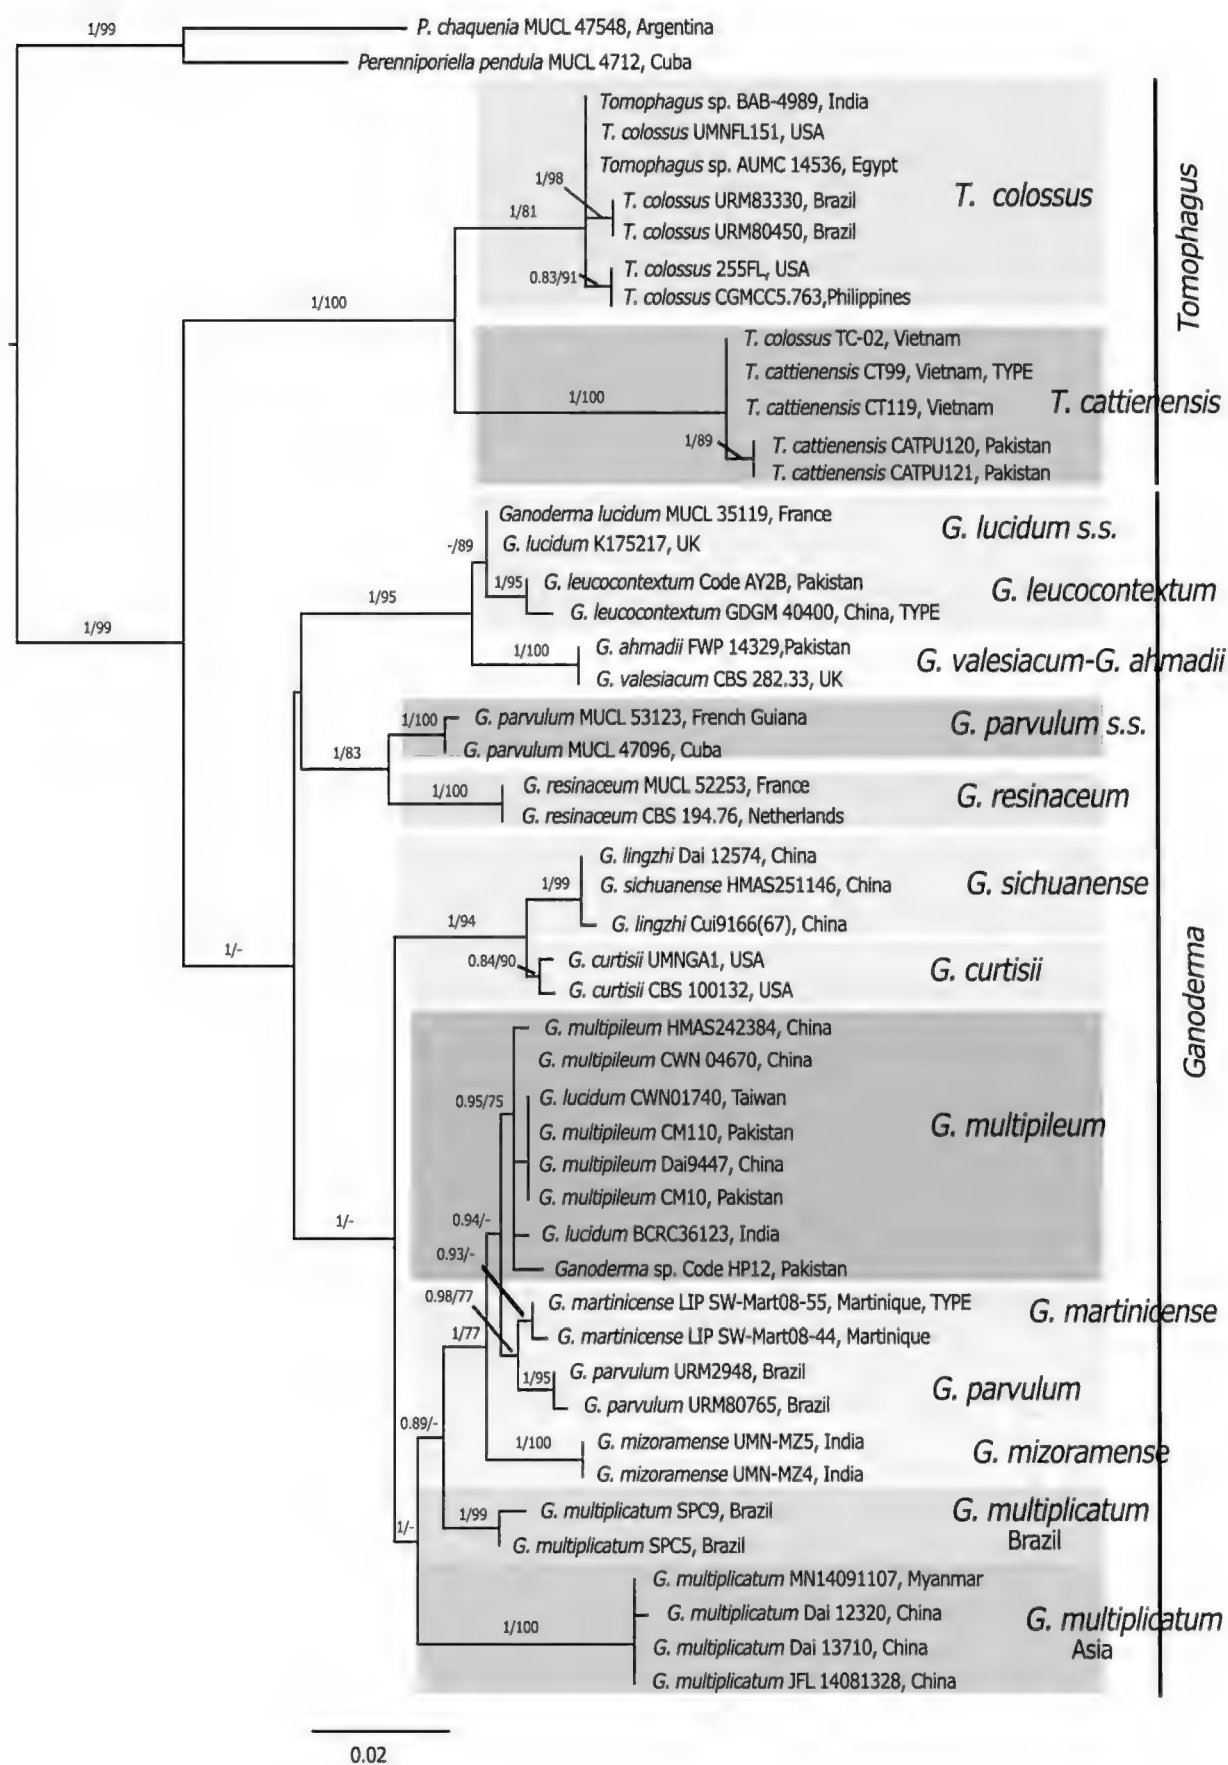 1/99
P. chaquenia MUCL 47548, Argentina
Perenniporiella pendula MUCL 4712, Cuba
Tomophagus sp. BAB-4989, India
T. colossus UMNFL151, USA
Tomophagus sp. AUMC 14536, Egypt
1/98
T. colossus URM83330, Brazil
T. colossus
1/81
T. colossus URM80450, Brazil
T. colossus 255FL, USA
0.83/91
T. colossus CGMCC5.763,Philippines
Tomophagus
1/100
T. colossus TC-02, Vietnam
T. cattienensis CT99, Vietnam, TYPE
1/100
T. cattienensis CT119, Vietnam
T. cattienensis
1/89
T. cattienensis CATPU120, Pakistan
T. cattienensis CATPU121, Pakistan
Ganoderma lucidum MUCL 35119, France
G. lucidum s.s.
-/89
G. lucidum K175217, UK
1/95
G. leucocontextum Code AY2B, Pakistan
G. leucocontextum
1/95
G. leucocontextum GDGM 40400, China, TYPE
1/99
1/100
G. ahmadii FWP 14329,Pakistan
G. valesiacum-G. ahmadii
G. valesiacum CBS 282.33, UK
1/100
G. parvulum MUCL 53123, French Guiana
G. parvulum s.s.
1/83
G. parvulum MUCL 47096, Cuba
1/100
G. resinaceum MUCL 52253, France
G. resinaceum
G. resinaceum CBS 194.76, Netherlands
G. lingzhi Dai 12574, China
1/99
G. sichuanense HMAS251146, China
G. sichuanense
1/94
G. lingzhi Cui9166(67), China
1/-
0.84/90
G. curtisii UMNGA1, USA
G. curtisii
G. curtisii CBS 100132, USA
Ganoderma
G. multipileum HMAS242384, China
G. multipileum CWN 04670, China
0.95/75
G. lucidum CWN01740, Taiwan
G. multipileum CM110, Pakistan
G. multipileum
G. multipileum Dai9447, China
G. multipileum CM10, Pakistan
1/-
0.94/-
G. lucidum BCRC36123, India
0.93/-
Ganoderma sp. Code HP12, Pakistan
0.98/77
G. martinicense LIP SW-Mart08-55, Martinique, TYPE
G. martinicense
1/77
G. martinicense LIP SW-Mart08-44, Martinique
1/95
G. parvulum URM2948, Brazil
G. parvulum
G. parvulum URM80765, Brazil
0.89/-
1/100
G. mizoramense UMN-MZ5, India
G. mizoramense
G. mizoramense UMN-MZ4, India
1/99
G. multiplicatum SPC9, Brazil
G. multiplicatum
Brazil
1/-
G. multiplicatum SPC5, Brazil
G. multiplicatum MN14091107, Myanmar
G. multiplicatum Dai 12320, China
G. multiplicatum
Asia
1/100
G. multiplicatum Dai 13710, China
G. multiplicatum JFL 14081328, China
0.02